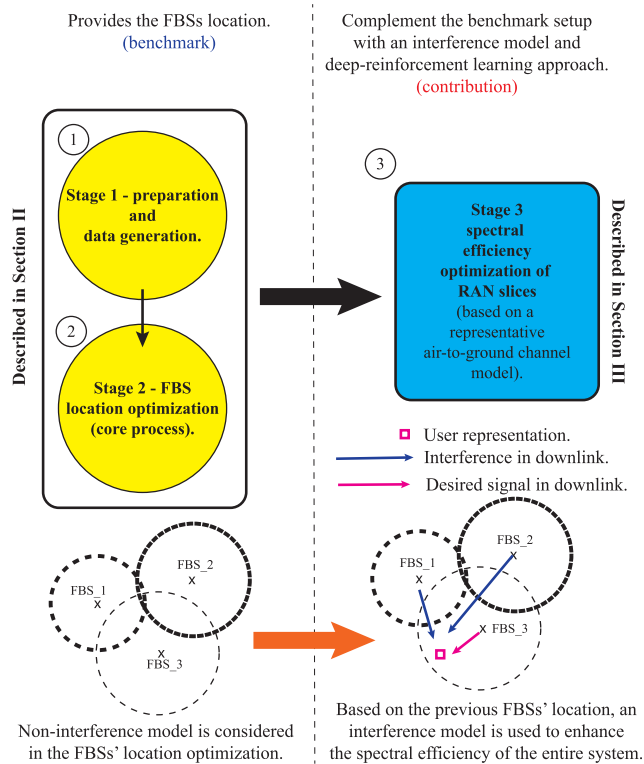 Provides the FBSs location.
(benchmark)
Complement the benchmark setup
with an interference model and
deep-reinforcement learning approach.
(contribution)
Described in Section II
1
Stage 1 - preparation
and
data generation.
2
Stage 2 - FBS
location optimization
(core process).
3
Stage 3
spectral
efficiency
optimization of
RAN slices
(based on a
representative
air-to-ground channel
model).
Described in Section III
User representation.
Interference in downlink.
Desired signal in downlink.
FBS_1
FBS_2
FBS_3
FBS_1
FBS_2
FBS_3
Non-interference model is considered
in the FBSs' location optimization.
Based on the previous FBSs' location, an
interference model is used to enhance
the spectral efficiency of the entire system.